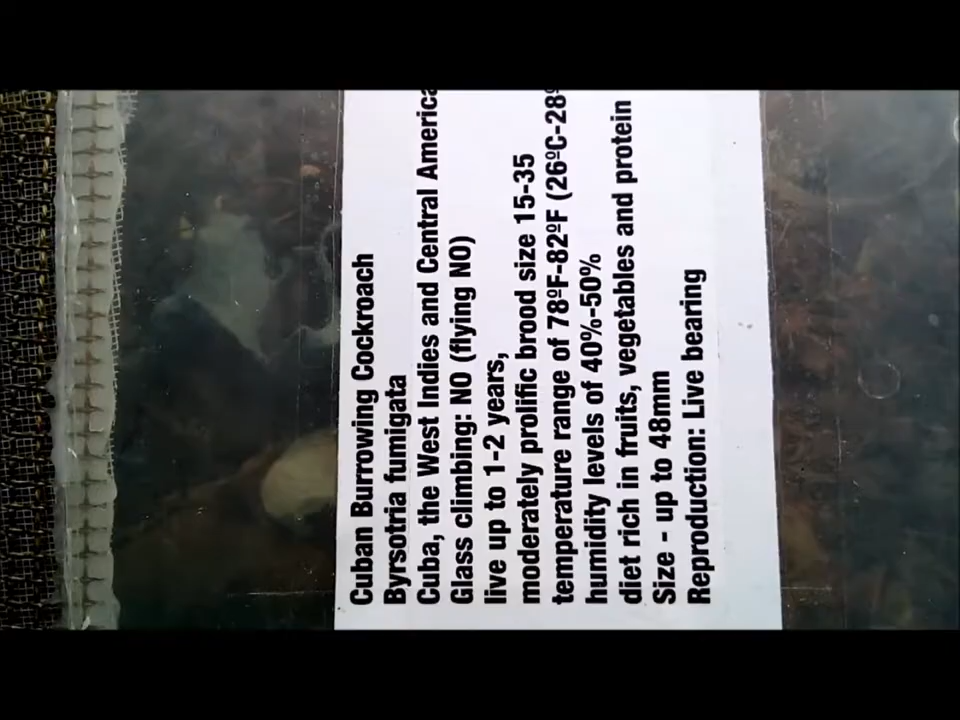 Cuban Burrowing Cockroach
Byrsotria fumigata
Cuba, the West Indies and Central America
Glass climbing: NO (flying NO)
live up to 1-2 years,
moderately prolific brood size 15-35
temperature range of 78ºF-82ºF (26ºC-28º
humidity levels of 40%-50%
diet rich in fruits, vegetables and protein
Size - up to 48mm
Reproduction: Live bearing